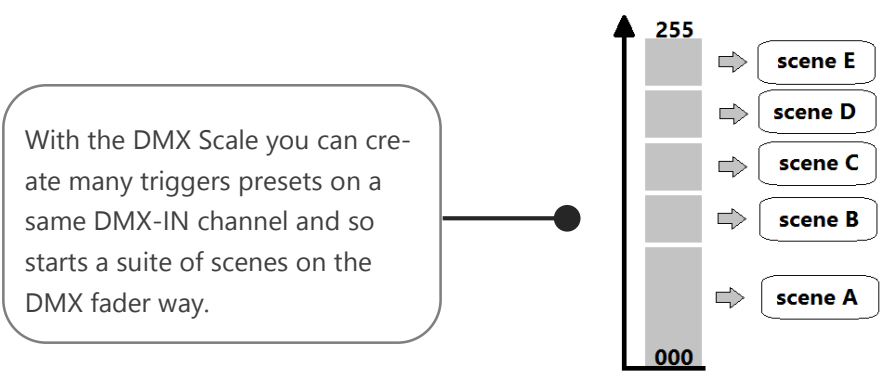 With the DMX Scale you can cre-
ate many triggers presets on a
same DMX-IN channel and so
starts a suite of scenes on the
DMX fader way.
255
scene E
scene D
scene C
scene B
scene A
000